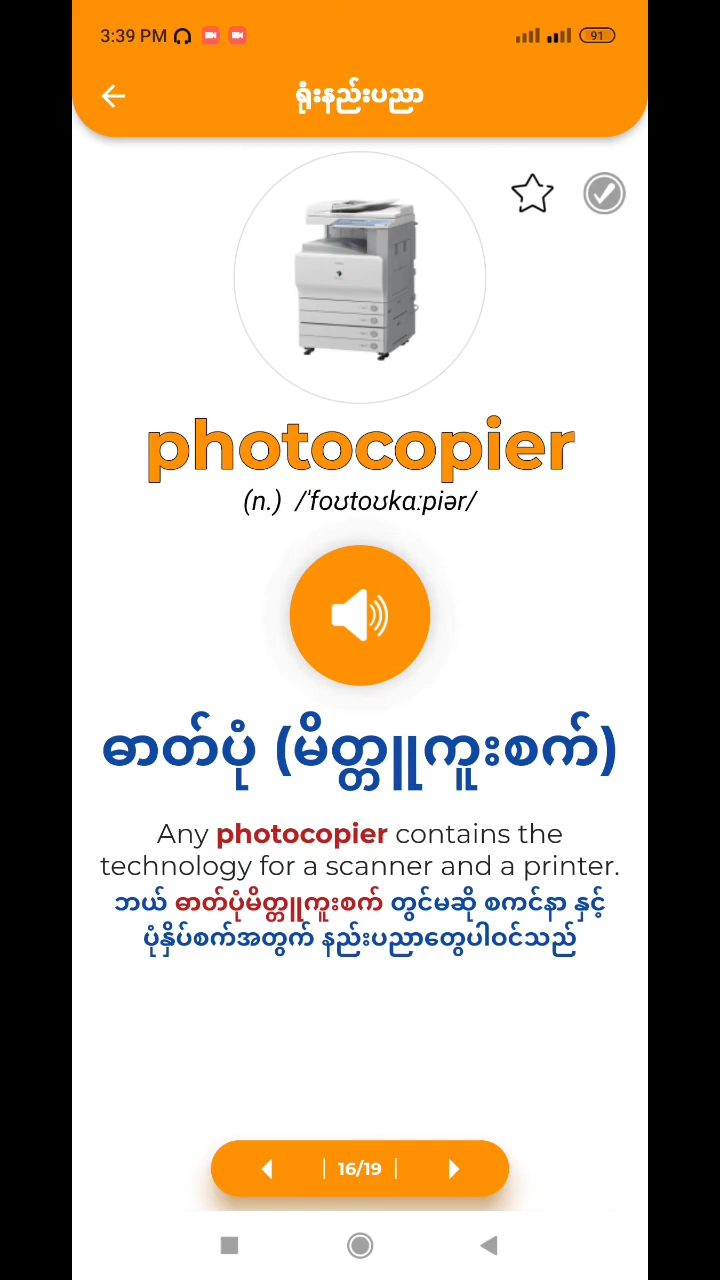 3:39 PM
91
ရုံးနည်းပညာ
photocopier
(n.) /ˈfoʊtoʊkɑːpiər/
ဓာတ်ပုံ (မိတ္တူကူးစက်)
Any photocopier contains the
technology for a scanner and a printer.
ဘယ် ဓာတ်ပုံမိတ္တူကူးစက် တွင်မဆို စကင်နာ နှင့်
ပုံနှိပ်စက်အတွက် နည်းပညာတွေပါဝင်သည်
16/19